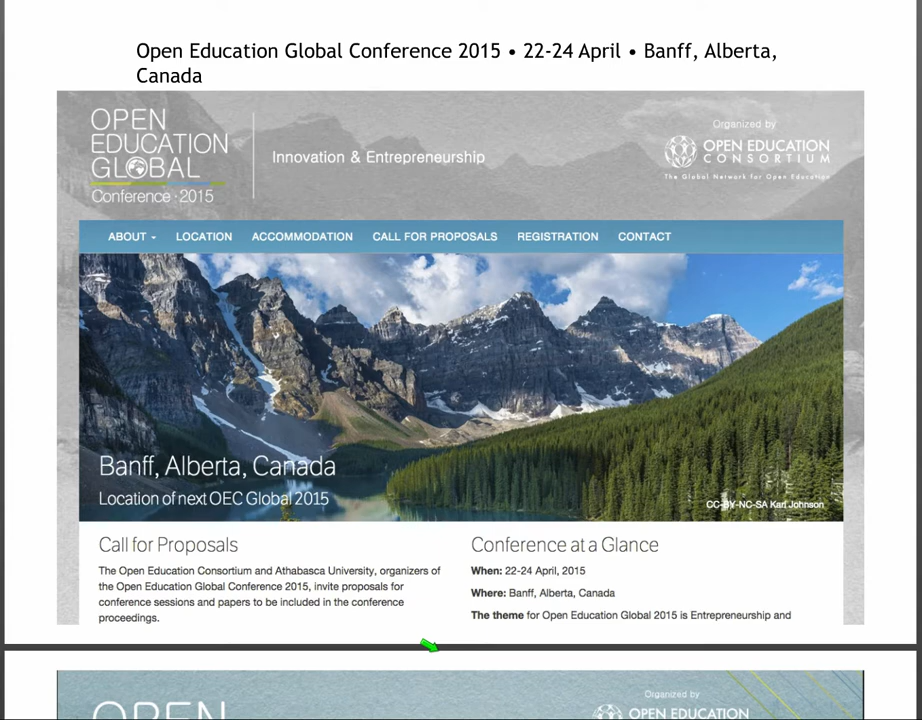 Open Education Global Conference 2015 • 22-24 April • Banff, Alberta,
Canada
OPEN
EDUCATION
GLOBAL
Conference · 2015
Innovation & Entrepreneurship
Organized by
OPEN EDUCATION
CONSORTIUM
The Global Network for Open Education
ABOUT LOCATION ACCOMMODATION CALL FOR PROPOSALS REGISTRATION CONTACT
Banff, Alberta, Canada
Location of next OEC Global 2015
CC-BY-NC-SA Karl Johnson
Call for Proposals
The Open Education Consortium and Athabasca University, organizers of
the Open Education Global Conference 2015, invite proposals for
conference sessions and papers to be included in the conference
proceedings.
Conference at a Glance
When: 22-24 April, 2015
Where: Banff, Alberta, Canada
The theme for Open Education Global 2015 is Entrepreneurship and
OPEN
Organized by
OPEN EDUCATION